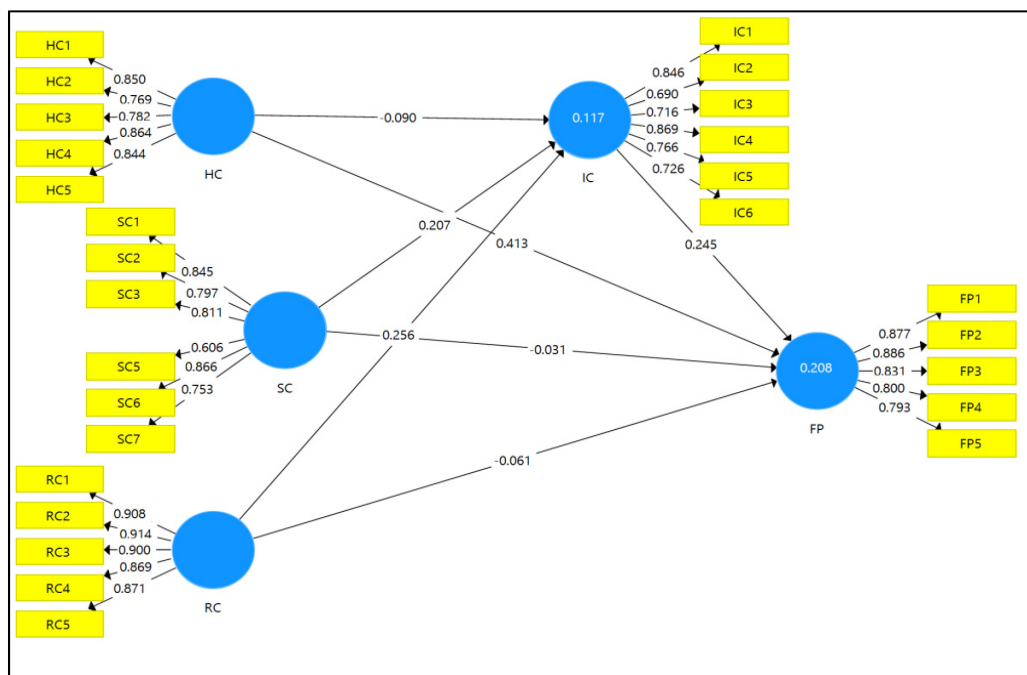 HC1
HC2
HC3
HC4
HC5
0.850
0.769
0.782
0.864
0.844
HC
SC1
SC2
SC3
SC5
SC6
SC7
0.845
0.797
0.811
0.606
0.866
0.753
SC
RC1
RC2
RC3
RC4
RC5
0.908
0.914
0.900
0.869
0.871
RC
-0.090
0.207
0.413
0.256
-0.031
-0.061
0.245
0.117
IC
0.846
0.690
0.716
0.869
0.766
0.726
IC1
IC2
IC3
IC4
IC5
IC6
0.208
FP
0.877
0.886
0.831
0.800
0.793
FP1
FP2
FP3
FP4
FP5